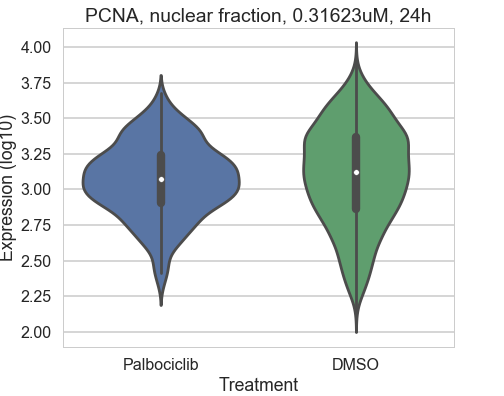 PCNA, nuclear fraction, 0.31623uM, 24h
4.00
3.75
3.50
3.25
3.00
2.75
2.50
2.25
2.00
Expression (log10)
Palbociclib
DMSO
Treatment